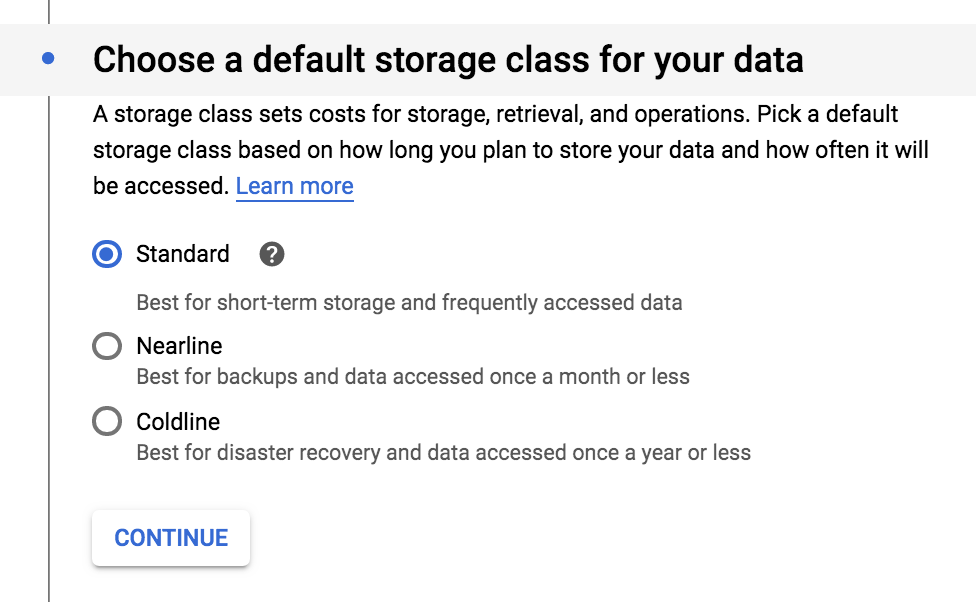 Choose a default storage class for your data
A storage class sets costs for storage, retrieval, and operations. Pick a default
storage class based on how long you plan to store your data and how often it will
be accessed. Learn more
Standard ?
Best for short-term storage and frequently accessed data
Nearline
Best for backups and data accessed once a month or less
Coldline
Best for disaster recovery and data accessed once a year or less
CONTINUE